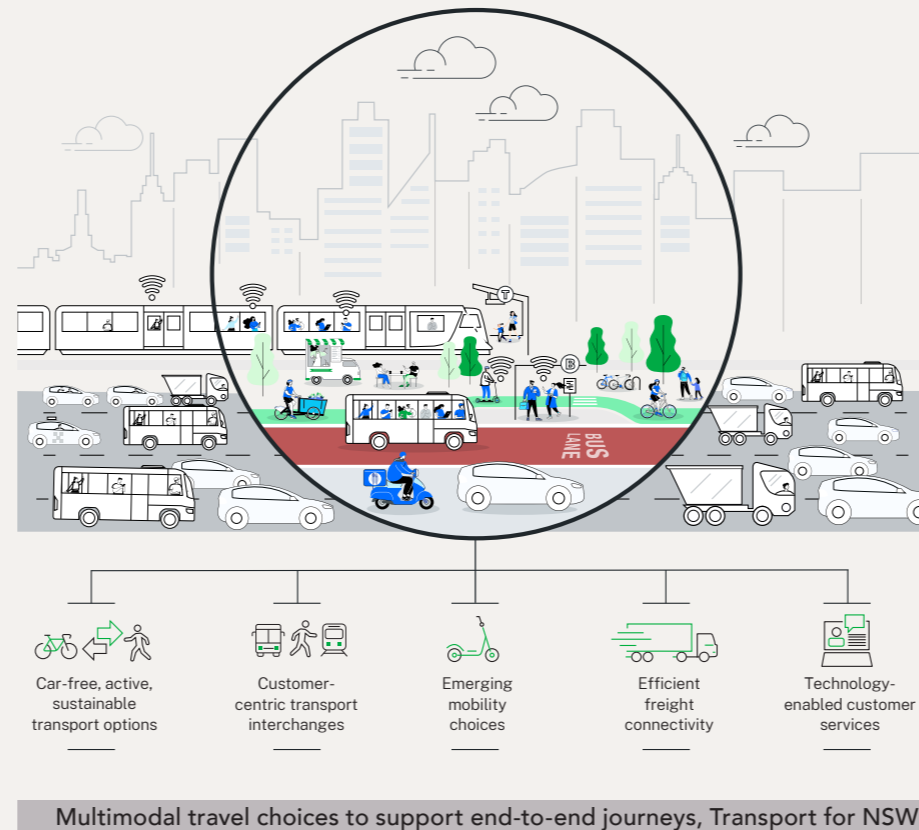 T
B
BUS
LANE
Car-free, active,
sustainable
transport options
Customer-
centric transport
interchanges
Emerging
mobility
choices
Efficient
freight
connectivity
Technology-
enabled customer
services
Multimodal travel choices to support end-to-end journeys, Transport for NSW